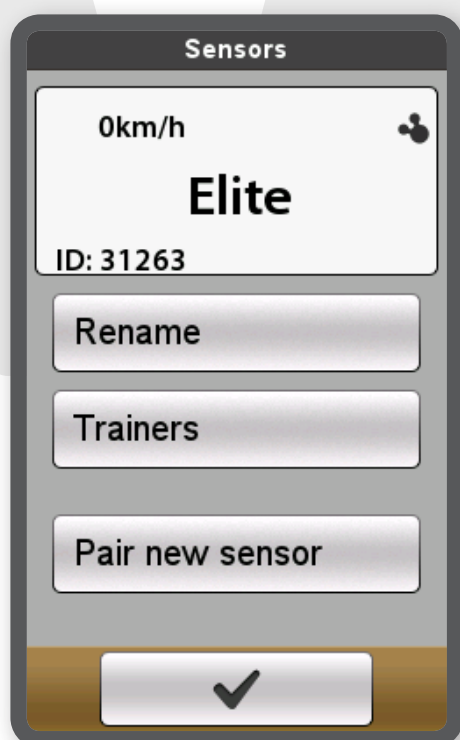 Sensors
0km/h
Elite
ID: 31263
Rename
Trainers
Pair new sensor